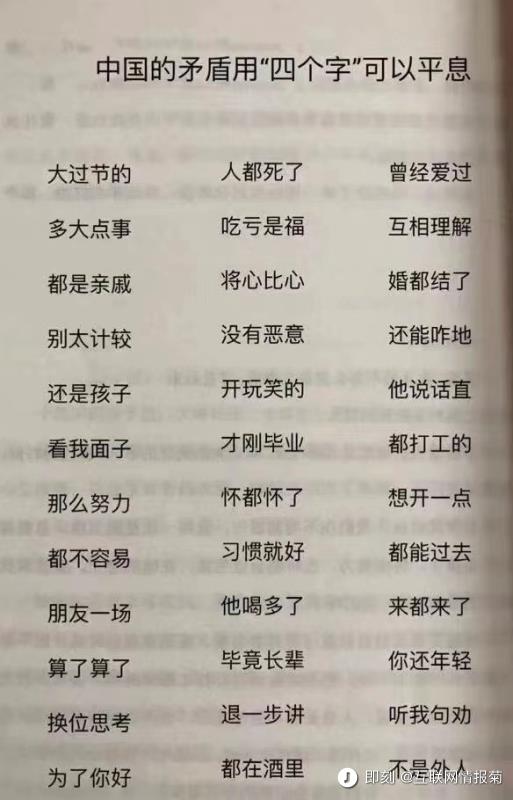 中国的矛盾用“四个字”可以平息
大过节的 人都死了 曾经爱过
多大点事 吃亏是福 互相理解
都是亲戚 将心比心 婚都结了
别太计较 没有恶意 还能咋地
还是孩子 开玩笑的 他说话直
看我面子 才刚毕业 都打工的
那么努力 怀都怀了 想开一点
都不容易 习惯就好 都能过去
朋友一场 他喝多了 来都来了
算了算了 毕竟长辈 你还年轻
换位思考 退一步讲 听我句劝
为了你好 都在酒里 不是外人
即刻 @互联网情报菊